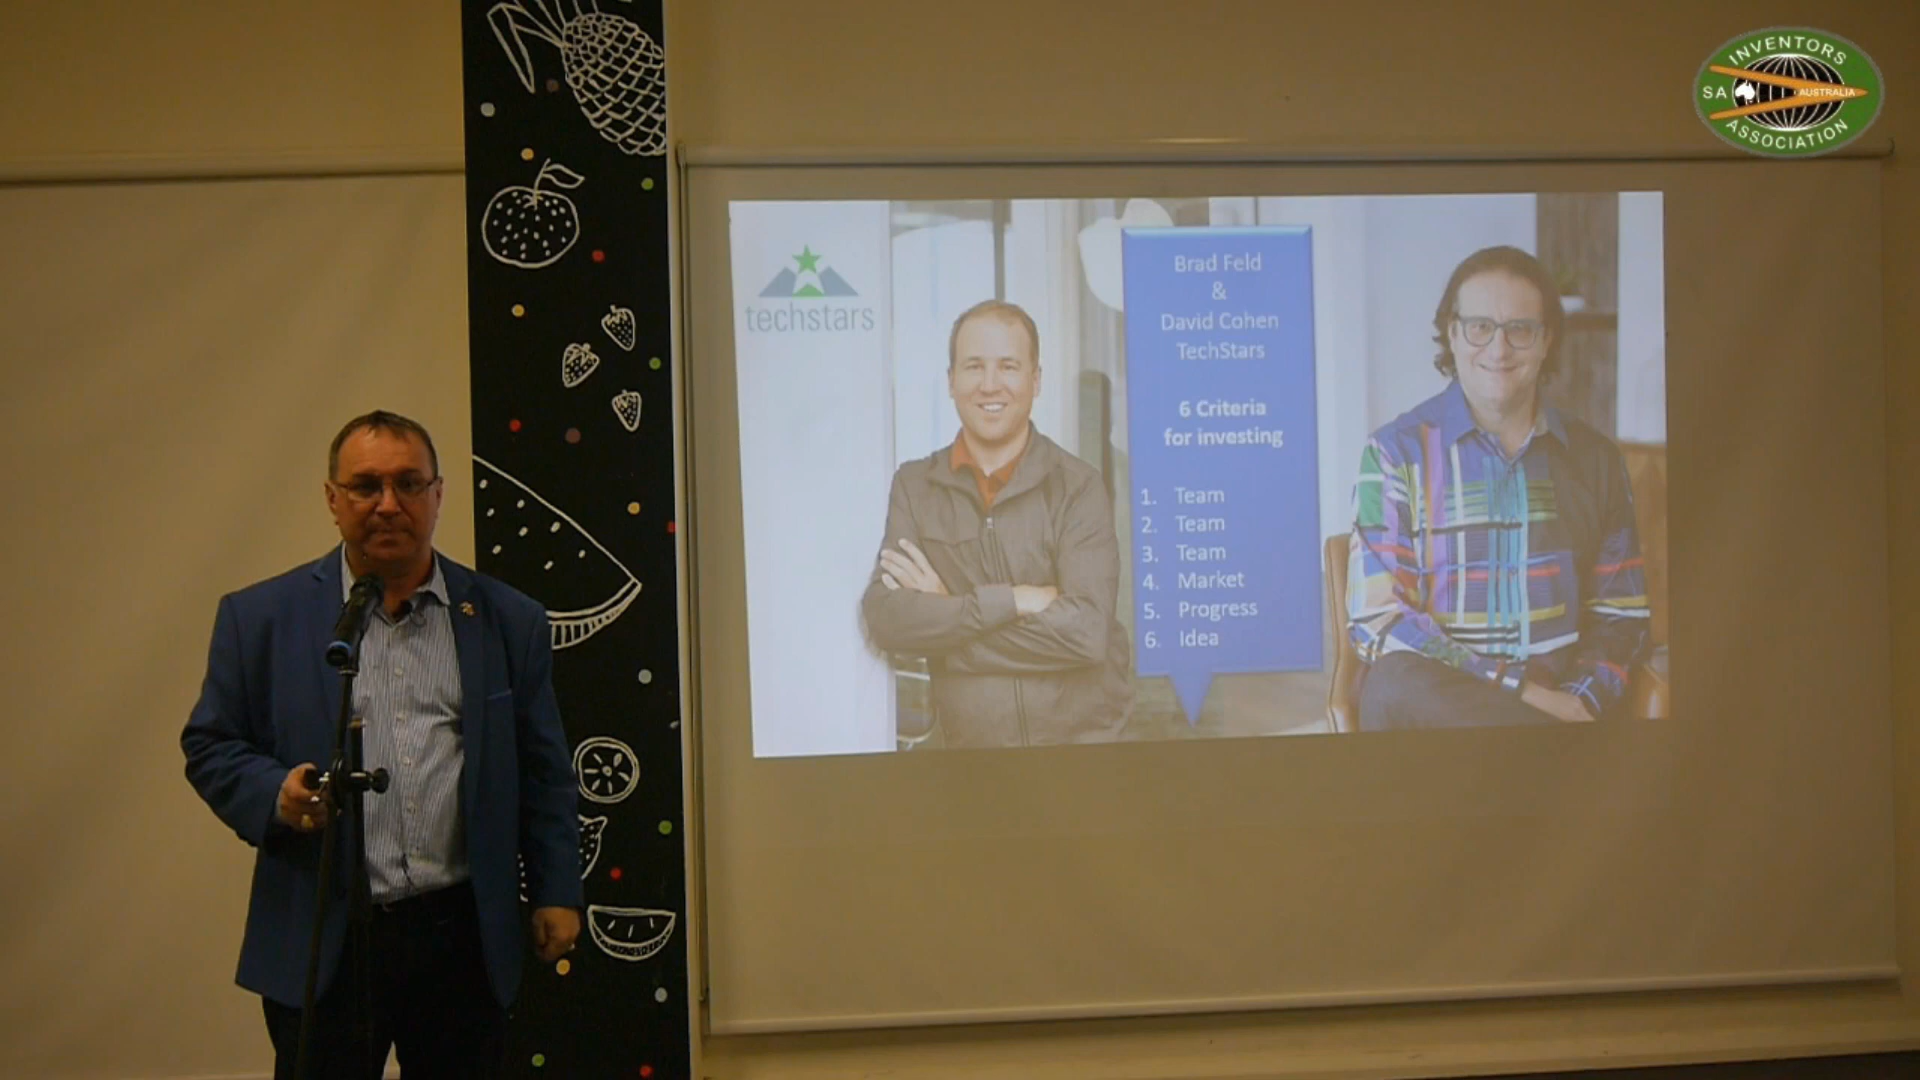 INVENTORS
SA AUSTRALIA
ASSOCIATION
techstars
Brad Feld
&
David Cohen
TechStars
6 Criteria
for investing
1. Team
2. Team
3. Team
4. Market
5. Progress
6. Idea